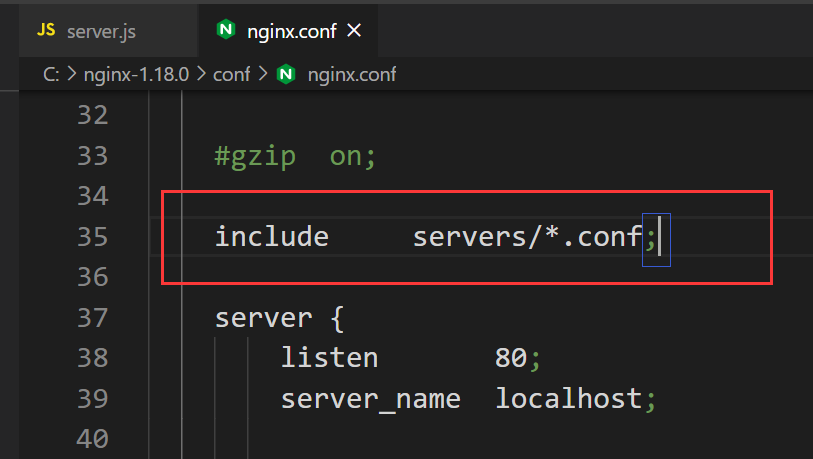 JS server.js N nginx.conf ×
C: > nginx-1.18.0 > conf > N nginx.conf
32
33 #gzip on;
34
35 include servers/*.conf;
36
37 server {
38 listen 80;
39 server_name localhost;
40